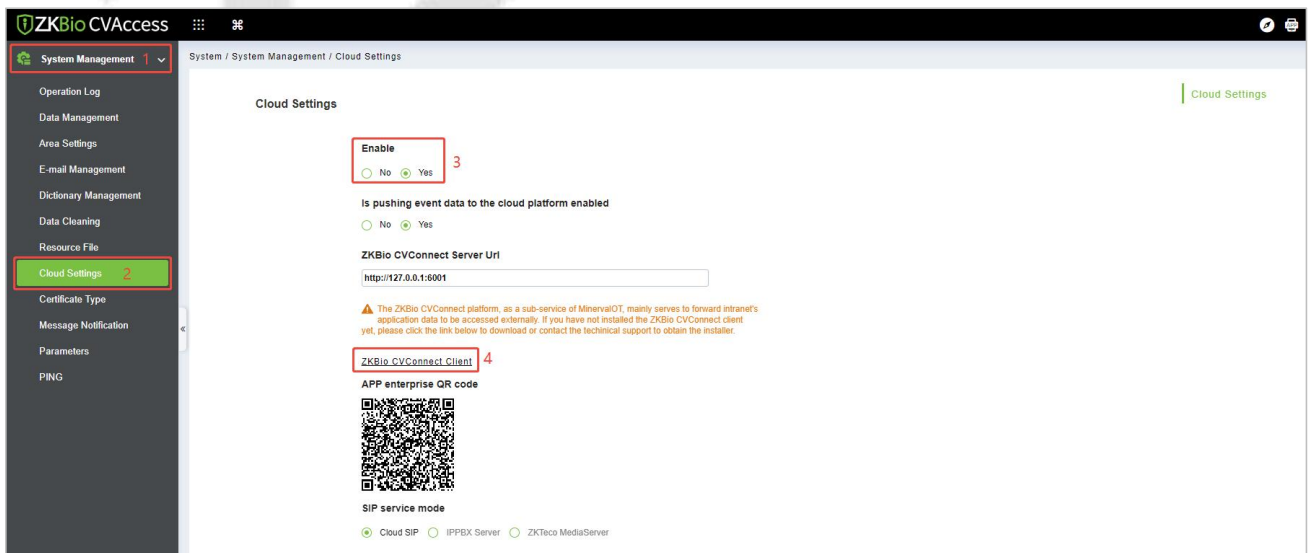 ZKBio CVAccess
System Management 1
System / System Management / Cloud Settings
Operation Log
Data Management
Area Settings
E-mail Management
Dictionary Management
Data Cleaning
Resource File
Cloud Settings 2
Certificate Type
Message Notification
Parameters
PING
Cloud Settings
Cloud Settings
Enable
3
No Yes
Is pushing event data to the cloud platform enabled
No Yes
ZKBio CVConnect Server Url
http://127.0.0.1:6001
The ZKBio CVConnect platform, as a sub-service of MinervaIOT, mainly serves to forward intranet's
application data to be accessed externally. If you have not installed the ZKBio CVConnect client
yet, please click the link below to download or contact the techinical support to obtain the installer.
ZKBio CVConnect Client 4
APP enterprise QR code
SIP service mode
Cloud SIP IPPBX Server ZKTeco MediaServer